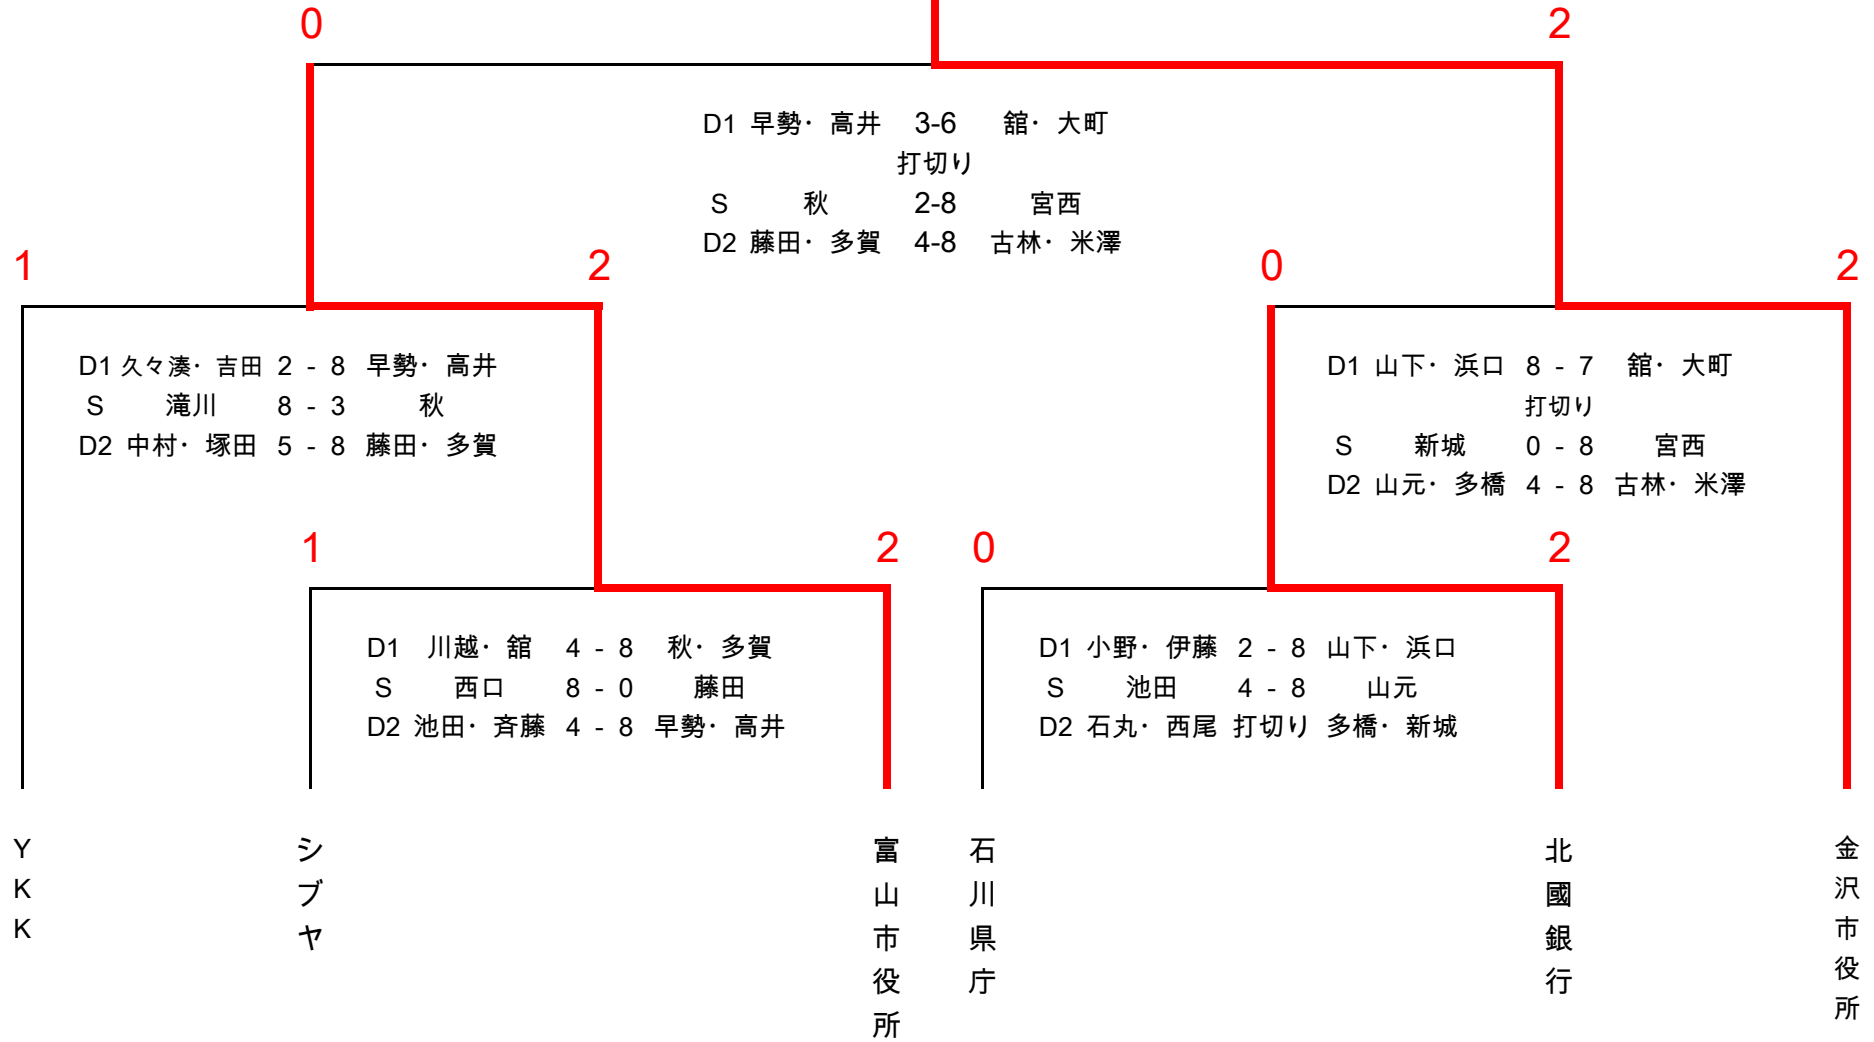 0 2
D1 早勢・高井 3-6 舘・大町
打切り
S 秋 2-8 宮西
D2 藤田・多賀 4-8 古林・米澤
1 2 0 2
D1 久々湊・吉田 2 - 8 早勢・高井
S 滝川 8 - 3 秋
D2 中村・塚田 5 - 8 藤田・多賀
D1 山下・浜口 8 - 7 舘・大町
打切り
S 新城 0 - 8 宮西
D2 山元・多橋 4 - 8 古林・米澤
1 2 0 2
D1 川越・舘 4 - 8 秋・多賀
S 西口 8 - 0 藤田
D2 池田・斉藤 4 - 8 早勢・高井
D1 小野・伊藤 2 - 8 山下・浜口
S 池田 4 - 8 山元
D2 石丸・西尾 打切り 多橋・新城
YKK
シブヤ
富山市役所
石川県庁
北國銀行
金沢市役所